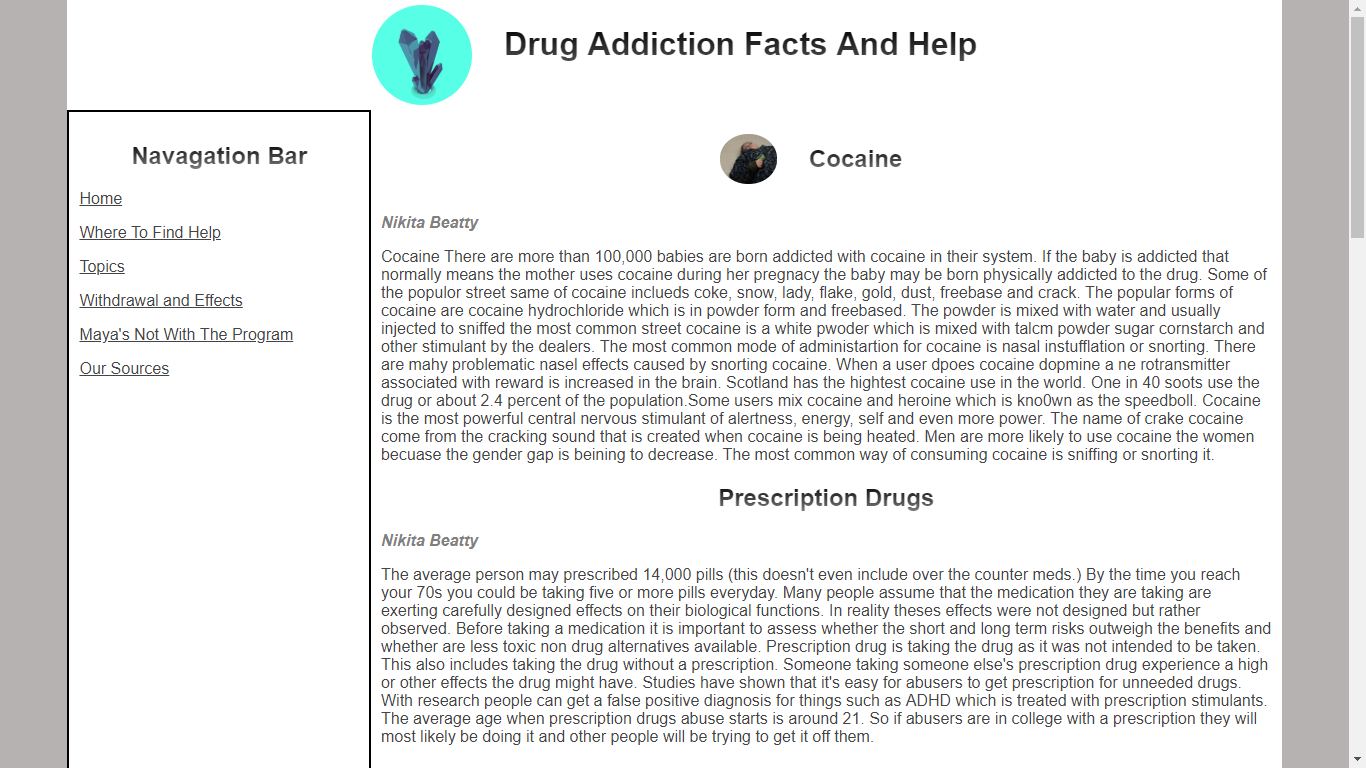 Drug Addiction Facts And Help
Navagation Bar
Home
Where To Find Help
Topics
Withdrawal and Effects
Maya's Not With The Program
Our Sources
Cocaine
Nikita Beatty
Cocaine There are more than 100,000 babies are born addicted with cocaine in their system. If the baby is addicted that
normally means the mother uses cocaine during her pregnacy the baby may be born physically addicted to the drug. Some of
the populor street same of cocaine inclueds coke, snow, lady, flake, gold, dust, freebase and crack. The popular forms of
cocaine are cocaine hydrochloride which is in powder form and freebased. The powder is mixed with water and usually
injected to sniffed the most common street cocaine is a white pwoder which is mixed with talcm powder sugar cornstarch and
other stimulant by the dealers. The most common mode of administartion for cocaine is nasal instufflation or snorting. There
are mahy problematic nasel effects caused by snorting cocaine. When a user dpoes cocaine dopmine a ne rotransmitter
associated with reward is increased in the brain. Scotland has the hightest cocaine use in the world. One in 40 soots use the
drug or about 2.4 percent of the population.Some users mix cocaine and heroine which is kno0wn as the speedboll. Cocaine
is the most powerful central nervous stimulant of alertness, energy, self and even more power. The name of crake cocaine
come from the cracking sound that is created when cocaine is being heated. Men are more likely to use cocaine the women
becuase the gender gap is beining to decrease. The most common way of consuming cocaine is sniffing or snorting it.
Prescription Drugs
Nikita Beatty
The average person may prescribed 14,000 pills (this doesn't even include over the counter meds.) By the time you reach
your 70s you could be taking five or more pills everyday. Many people assume that the medication they are taking are
exerting carefully designed effects on their biological functions. In reality theses effects were not designed but rather
observed. Before taking a medication it is important to assess whether the short and long term risks outweigh the benefits and
whether are less toxic non drug alternatives available. Prescription drug is taking the drug as it was not intended to be taken.
This also includes taking the drug without a prescription. Someone taking someone else's prescription drug experience a high
or other effects the drug might have. Studies have shown that it's easy for abusers to get prescription for unneeded drugs.
With research people can get a false positive diagnosis for things such as ADHD which is treated with prescription stimulants.
The average age when prescription drugs abuse starts is around 21. So if abusers are in college with a prescription they will
most likely be doing it and other people will be trying to get it off them.